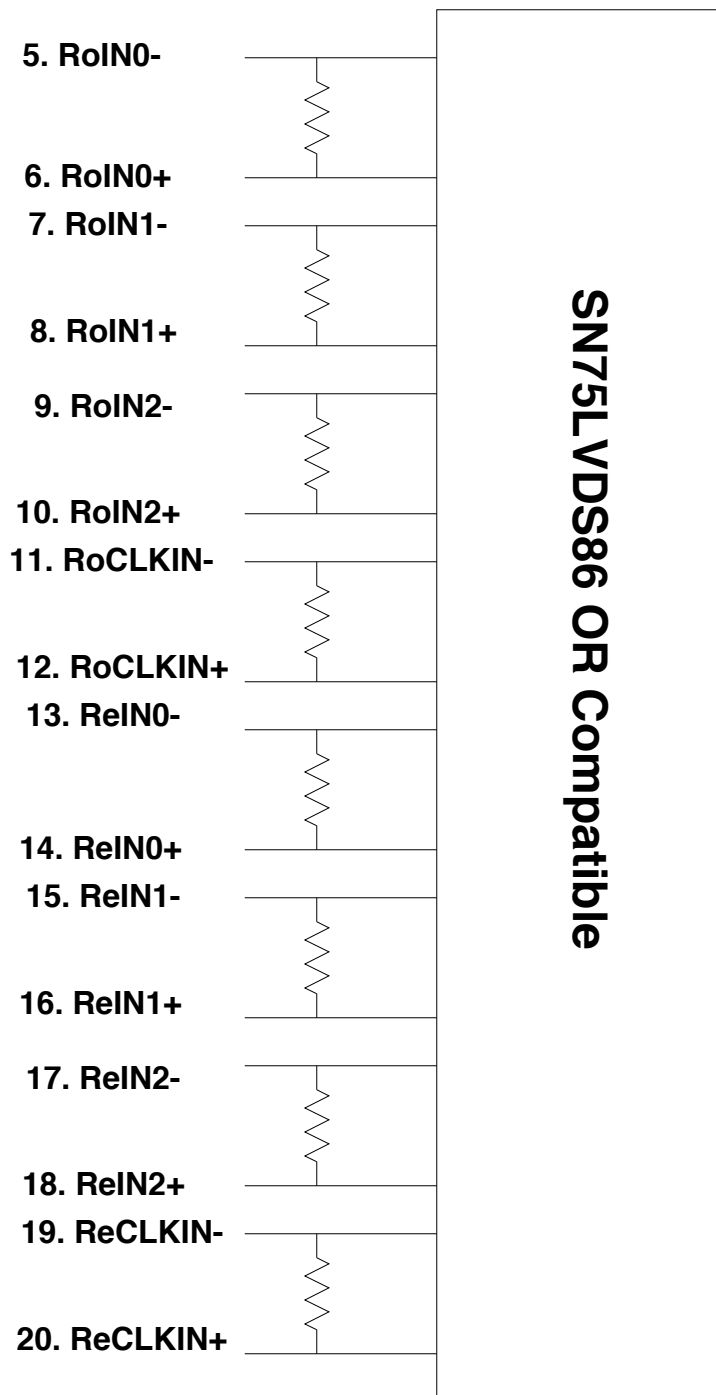 5. RoIN0-
6. RoIN0+
7. RoIN1-
8. RoIN1+
9. RoIN2-
10. RoIN2+
11. RoCLKIN-
12. RoCLKIN+
13. ReIN0-
14. ReIN0+
15. ReIN1-
16. ReIN1+
17. ReIN2-
18. ReIN2+
19. ReCLKIN-
20. ReCLKIN+
SN75LVDS86 OR Compatible